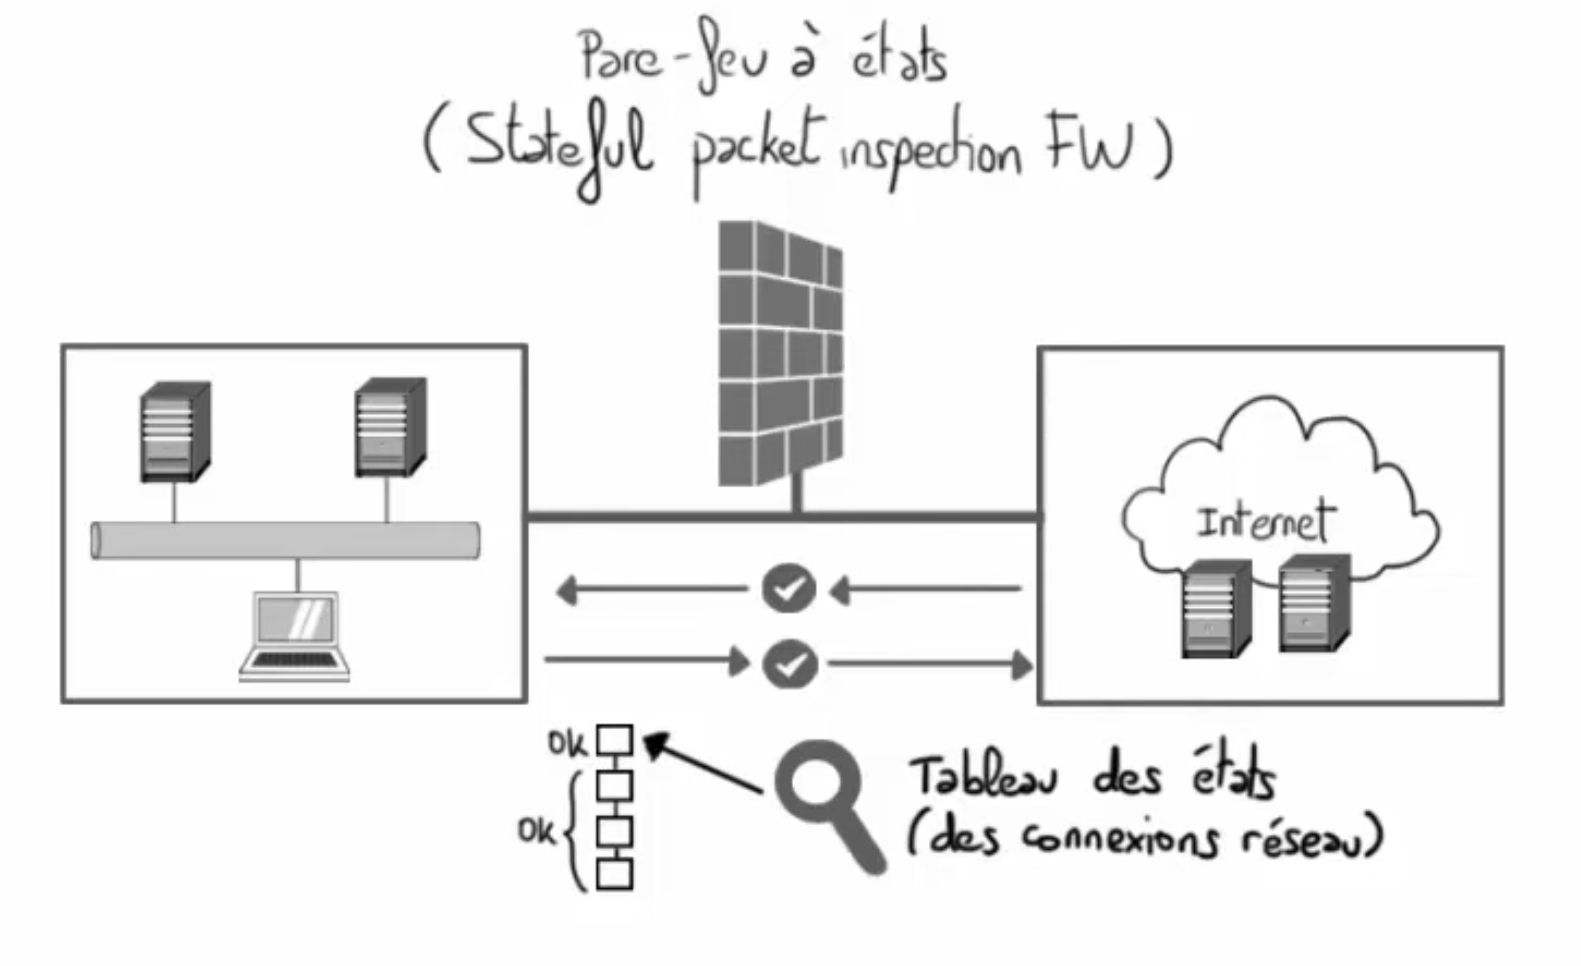 Pare-feu à états
(Stateful packet inspection FW)
Internet
ok
ok
Tableau des états
(des connexions réseau)